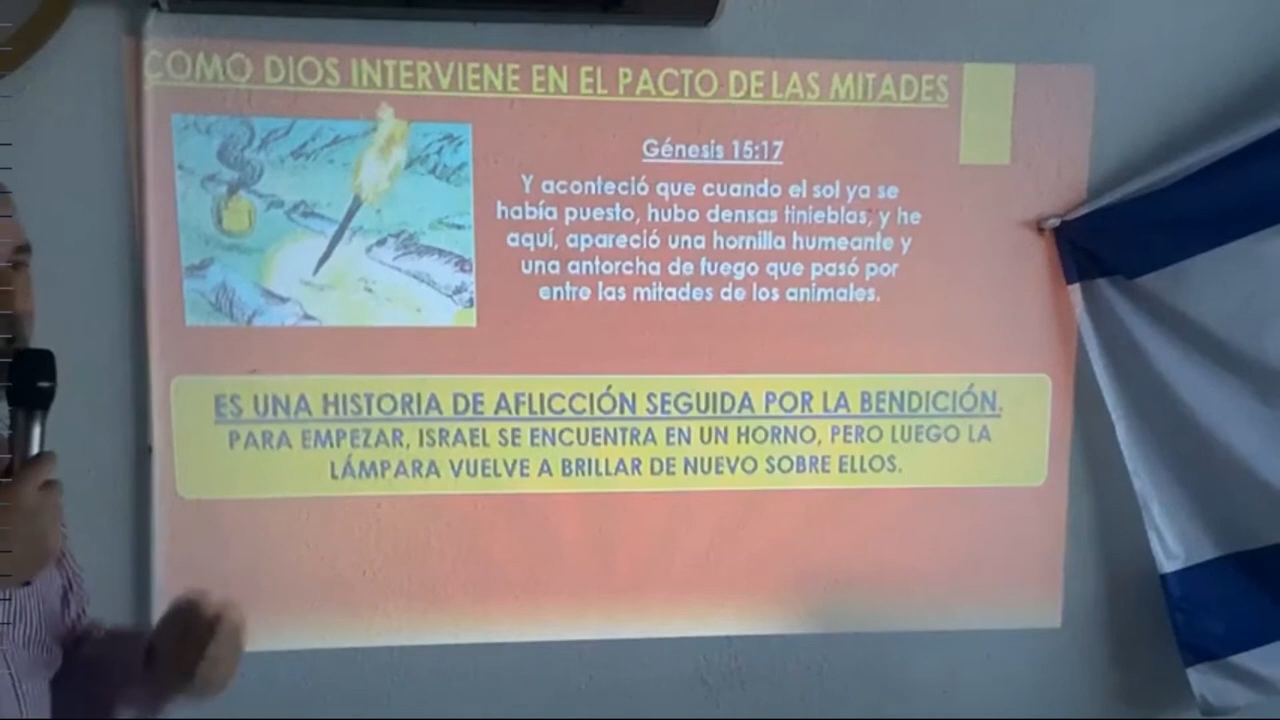 COMO DIOS INTERVIENE EN EL PACTO DE LAS MITADES
Génesis 15:17
Y aconteció que cuando el sol ya se
había puesto, hubo densas tinieblas, y he
aquí, apareció una hornilla humeante y
una antorcha de fuego que pasó por
entre las mitades de los animales.
ES UNA HISTORIA DE AFLICCIÓN SEGUIDA POR LA BENDICIÓN.
PARA EMPEZAR, ISRAEL SE ENCUENTRA EN UN HORNO, PERO LUEGO LA
LÁMPARA VUELVE A BRILLAR DE NUEVO SOBRE ELLOS.